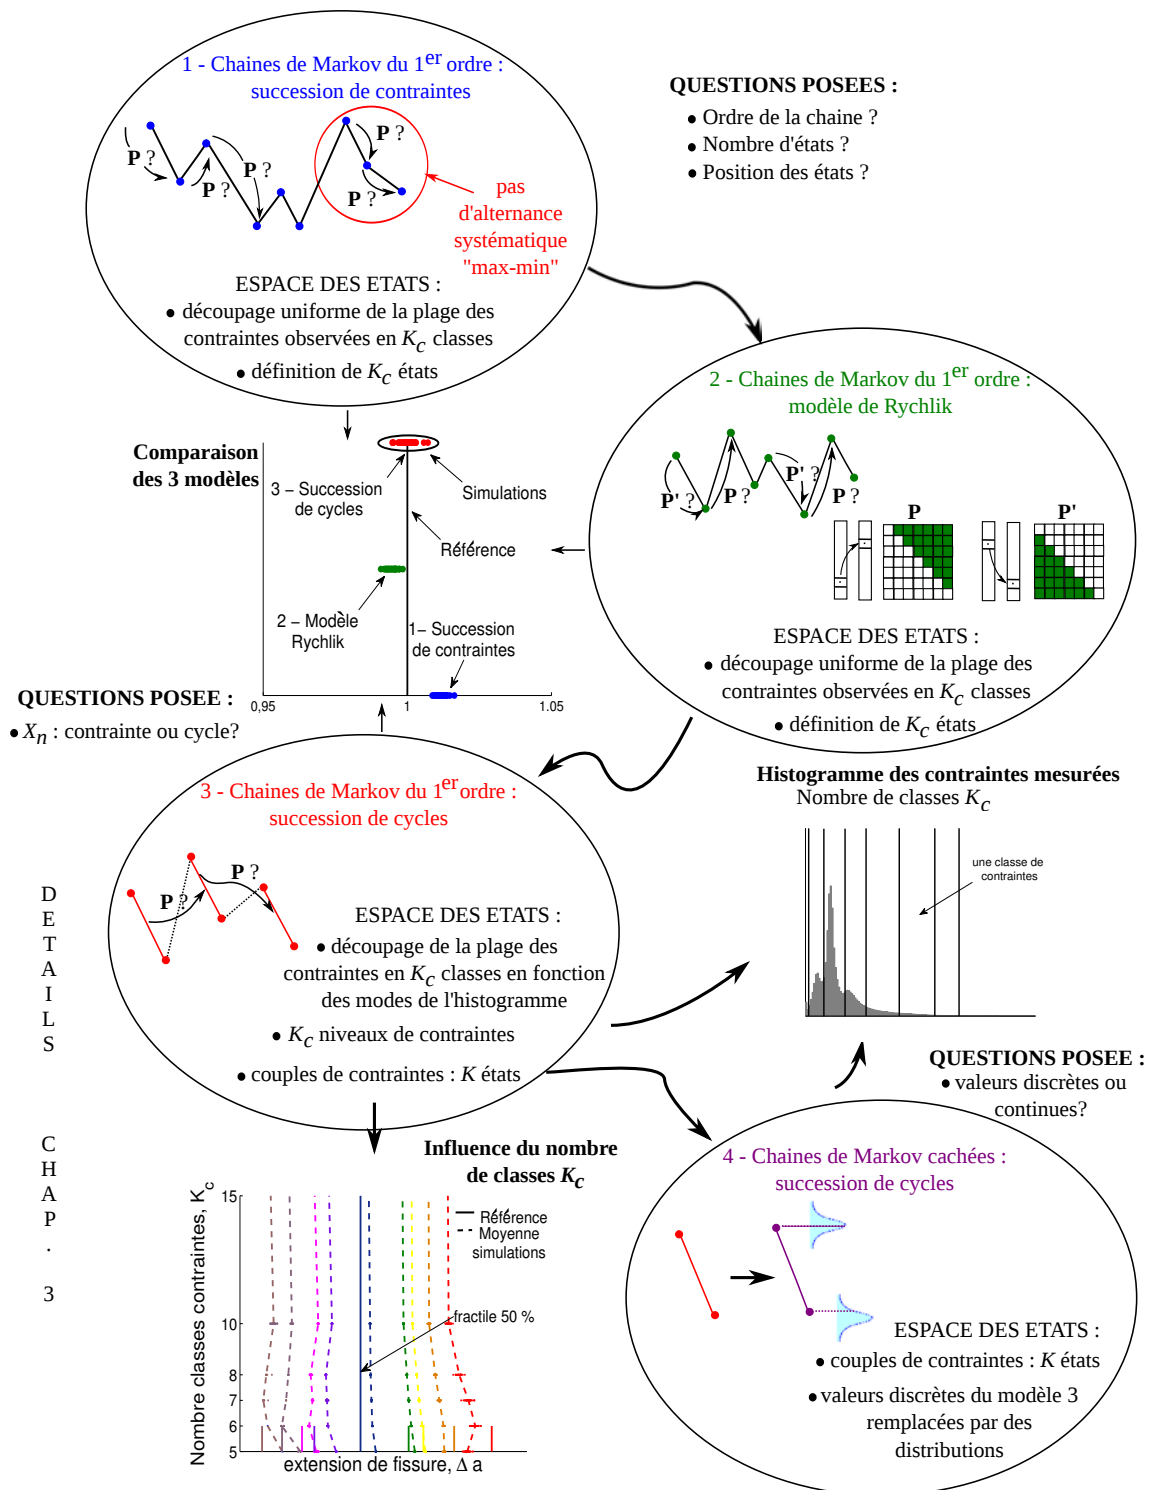 1 - Chaines de Markov du 1er ordre :
succession de contraintes
P ?
P ?
P ?
P ?
P ?
pas
d'alternance
systématique
"max-min"
ESPACE DES ETATS :
• découpage uniforme de la plage des
contraintes observées en Kc classes
• définition de Kc états
QUESTIONS POSEES :
• Ordre de la chaine ?
• Nombre d'états ?
• Position des états ?
2 - Chaines de Markov du 1er ordre :
modèle de Rychlik
P' ?
P ?
P' ?
P ?
P
P'
ESPACE DES ETATS :
• découpage uniforme de la plage des
contraintes observées en Kc classes
• définition de Kc états
Comparaison
des 3 modèles
3 – Succession
de cycles
Simulations
Référence
2 – Modèle
Rychlik
1– Succession
de contraintes
0,95
1
1.05
QUESTIONS POSEE :
• Xn : contrainte ou cycle?
3 - Chaines de Markov du 1er ordre :
succession de cycles
P ?
P ?
ESPACE DES ETATS :
• découpage de la plage des
contraintes en Kc classes en fonction
des modes de l'histogramme
• Kc niveaux de contraintes
• couples de contraintes : K états
Histogramme des contraintes mesurées
Nombre de classes Kc
une classe de
contraintes
D
E
T
A
I
L
S
C
H
A
P
.
3
QUESTIONS POSEE :
• valeurs discrètes ou
continues?
Influence du nombre
de classes Kc
Nombre classes contraintes, Kc
15
10
8
7
6
5
Référence
Moyenne
simulations
fractile 50 %
extension de fissure, Δ a
4 - Chaines de Markov cachées :
succession de cycles
ESPACE DES ETATS :
• couples de contraintes : K états
• valeurs discrètes du modèle 3
remplacées par des
distributions